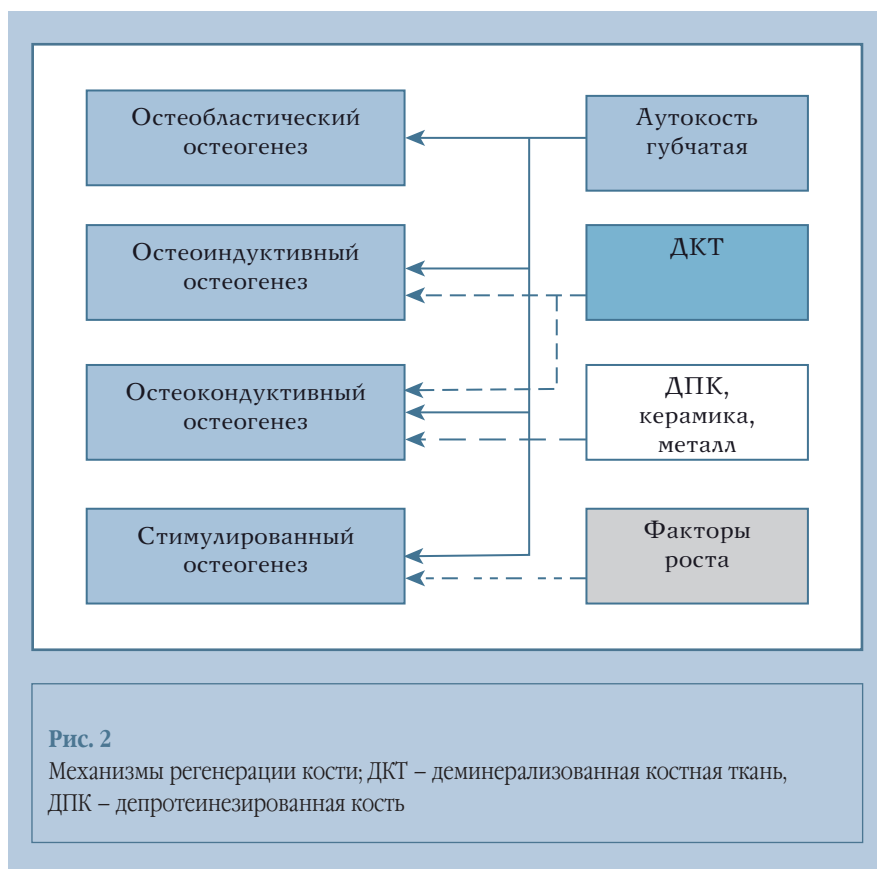 Остеобластический
остеогенез
Аутокость
губчатая
Остеоиндуктивный
остеогенез
ДКТ
Остеокондуктивный
остеогенез
ДПК,
керамика,
металл
Стимулированный
остеогенез
Факторы
роста
Рис. 2
Механизмы регенерации кости; ДКТ – деминерализованная костная ткань,
ДПК – депротеинезированная кость